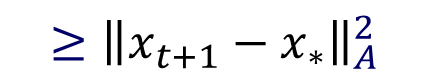 ≥ ‖x_{t+1} − x_*‖_A^2